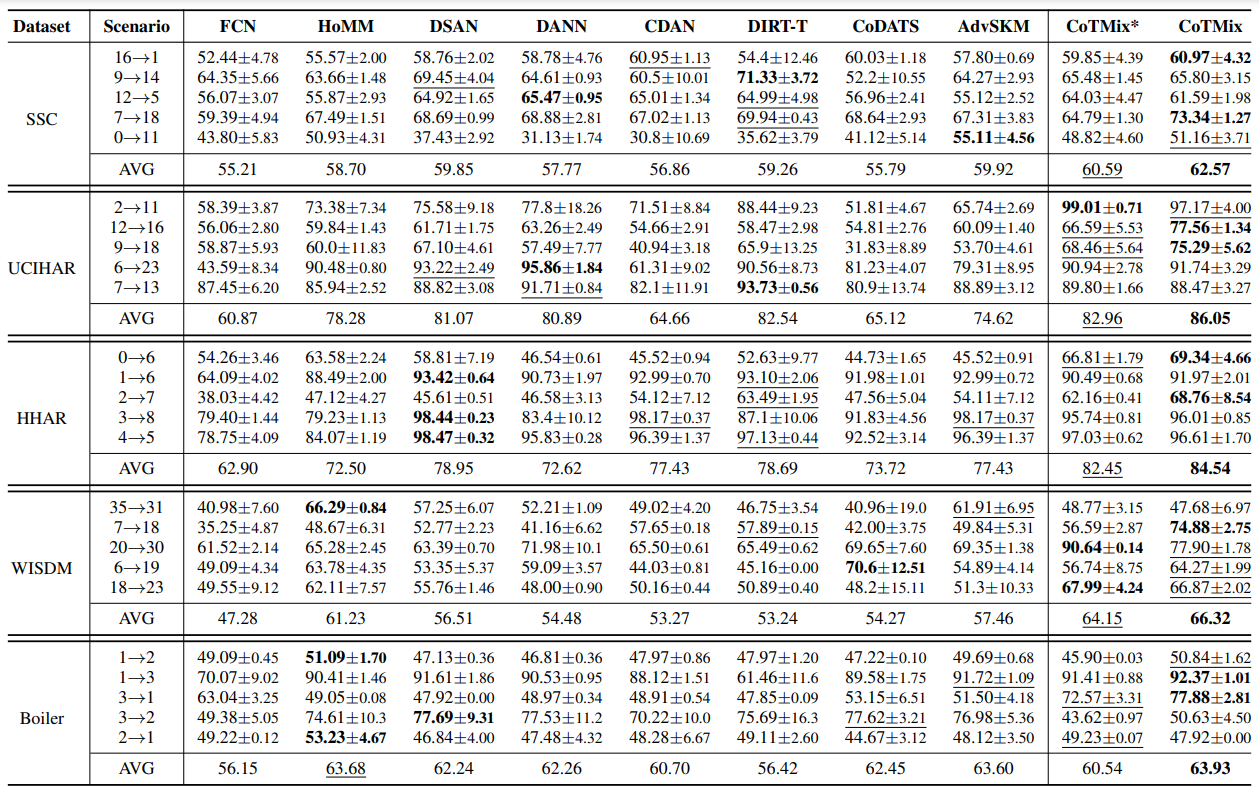 Dataset Scenario FCN HoMM DSAN DANN CDAN DIRT-T CoDATS AdvSKM CoTMix* CoTMix
16→1 52.44±4.78 55.57±2.00 58.76±2.02 58.78±4.76 60.95±1.13 54.4±12.46 60.03±1.18 57.80±0.69 59.85±4.39 60.97±4.32
9→14 64.35±5.66 63.66±1.48 69.45±4.04 64.61±0.93 60.5±10.01 71.33±3.72 52.2±10.55 64.27±2.93 65.48±1.45 65.80±3.15
SSC 12→5 56.07±3.07 55.87±2.93 64.92±1.65 65.47±0.95 65.01±1.34 64.99±4.98 56.96±2.41 55.12±2.52 64.03±4.47 61.59±1.98
7→18 59.39±4.94 67.49±1.51 68.69±0.99 68.88±2.81 67.02±1.13 69.94±0.43 68.64±2.93 67.31±3.83 64.79±1.30 73.34±1.27
0→11 43.80±5.83 50.93±4.31 37.43±2.92 31.13±1.74 30.8±10.69 35.62±3.79 41.12±5.14 55.11±4.56 48.82±4.60 51.16±3.71
AVG 55.21 58.70 59.85 57.77 56.86 59.26 55.79 59.92 60.59 62.57
2→11 58.39±3.87 73.38±7.34 75.58±9.18 77.8±18.26 71.51±8.84 88.44±9.23 51.81±4.67 65.74±2.69 99.01±0.71 97.17±4.00
12→16 56.06±2.80 59.84±1.43 61.71±1.75 63.26±2.49 54.66±2.91 58.47±2.98 54.81±2.76 60.09±1.40 66.59±5.53 77.56±1.34
UCIHAR 9→18 58.87±5.93 60.0±11.83 67.10±4.61 57.49±7.77 40.94±3.18 65.9±13.25 31.83±8.89 53.70±4.61 68.46±5.64 75.29±5.62
6→23 43.59±8.34 90.48±0.80 93.22±2.49 95.86±1.84 61.31±9.02 90.56±8.73 81.23±4.07 79.31±8.95 90.94±2.78 91.74±3.29
7→13 87.45±6.20 85.94±2.52 88.82±3.08 91.71±0.84 82.1±11.91 93.73±0.56 80.9±13.74 88.89±3.12 89.80±1.66 88.47±3.27
AVG 60.87 78.28 81.07 80.89 64.66 82.54 65.12 74.62 82.96 86.05
0→6 54.26±3.46 63.58±2.24 58.81±7.19 46.54±0.61 45.52±0.94 52.63±9.77 44.73±1.65 45.52±0.91 66.81±1.79 69.34±4.66
1→6 64.09±4.02 88.49±2.00 93.42±0.64 90.73±1.97 92.99±0.70 93.10±2.06 91.98±1.01 92.99±0.72 90.49±0.68 91.97±2.01
HHAR 2→7 38.03±4.42 47.12±4.27 45.61±0.51 46.58±3.13 54.12±7.12 63.49±1.95 47.56±5.04 54.11±7.12 62.16±0.41 68.76±8.54
3→8 79.40±1.44 79.23±1.13 98.44±0.23 83.4±10.12 98.17±0.37 87.1±10.06 91.83±4.56 98.17±0.37 95.74±0.81 96.01±0.85
4→5 78.75±4.09 84.07±1.19 98.47±0.32 95.83±0.28 96.39±1.37 97.13±0.44 92.52±3.14 96.39±1.37 97.03±0.62 96.61±1.70
AVG 62.90 72.50 78.95 72.62 77.43 78.69 73.72 77.43 82.45 84.54
35→31 40.98±7.60 66.29±0.84 57.25±6.07 52.21±1.09 49.02±4.20 46.75±3.54 40.96±19.0 61.91±6.95 48.77±3.15 47.68±6.97
7→18 35.25±4.87 48.67±6.31 52.77±2.23 41.16±6.62 57.65±0.18 57.89±0.15 42.00±3.75 49.84±5.31 56.59±2.87 74.88±2.75
WISDM 20→30 61.52±2.14 65.28±2.45 63.39±0.70 71.98±10.1 65.50±0.61 65.49±0.62 69.65±7.60 69.35±1.38 90.64±0.14 77.90±1.78
6→19 49.09±4.34 63.78±4.35 53.35±5.37 59.09±3.57 44.03±0.81 45.16±0.00 70.6±12.51 54.89±4.14 56.74±8.75 64.27±1.99
18→23 49.55±9.12 62.11±7.57 55.76±1.46 48.00±0.90 50.16±0.44 50.89±0.40 48.2±15.11 51.3±10.33 67.99±4.24 66.87±2.02
AVG 47.28 61.23 56.51 54.48 53.27 53.24 54.27 57.46 64.15 66.32
1→2 49.09±0.45 51.09±1.70 47.13±0.36 46.81±0.36 47.97±0.86 47.97±1.20 47.22±0.10 49.69±0.68 45.90±0.03 50.84±1.62
1→3 70.07±9.02 90.41±1.46 91.61±1.86 90.53±0.95 88.12±1.51 61.46±11.6 89.58±1.75 91.72±1.09 91.41±0.88 92.37±1.01
Boiler 3→1 63.04±3.25 49.05±0.08 47.92±0.00 48.97±0.34 48.91±0.54 47.85±0.09 53.15±6.51 51.50±4.18 72.57±3.31 77.88±2.81
3→2 49.38±5.05 74.61±10.3 77.69±9.31 77.53±11.2 70.22±10.0 75.69±16.3 77.62±3.21 76.98±5.36 43.62±0.97 50.63±4.50
2→1 49.22±0.12 53.23±4.67 46.84±4.00 47.48±4.32 48.28±6.67 49.11±2.60 44.67±3.12 48.12±3.50 49.23±0.07 47.92±0.00
AVG 56.15 63.68 62.24 62.26 60.70 56.42 62.45 63.60 60.54 63.93